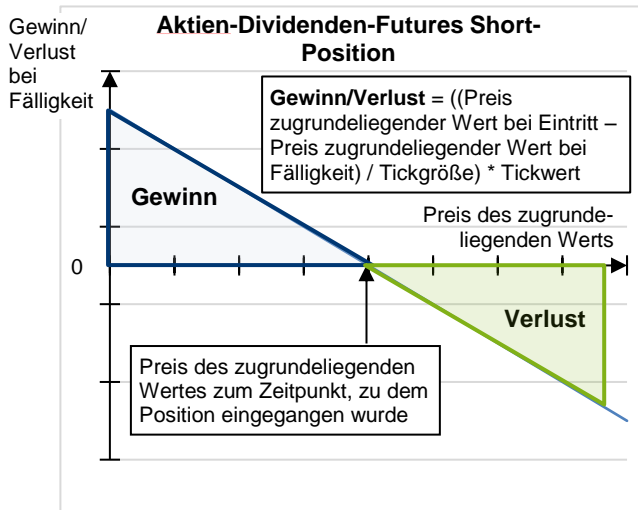 Gewinn/
Verlust
bei
Fälligkeit
Aktien-Dividenden-Futures Short-
Position
Gewinn/Verlust = ((Preis
zugrundeliegender Wert bei Eintritt –
Preis zugrundeliegender Wert bei
Fälligkeit) / Tickgröße) * Tickwert
Gewinn
Preis des zugrunde-
liegenden Werts
0
Verlust
Preis des zugrundeliegenden
Wertes zum Zeitpunkt, zu dem
Position eingegangen wurde